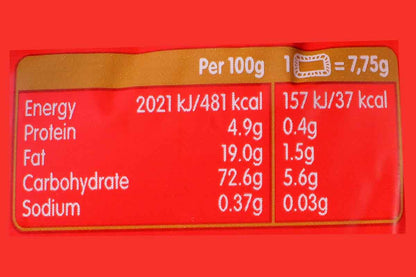 Per 100g 1 = 7,75g
Energy 2021 kJ/481 kcal 157 kJ/37 kcal
Protein 4.9g 0.4g
Fat 19.0g 1.5g
Carbohydrate 72.6g 5.6g
Sodium 0.37g 0.03g